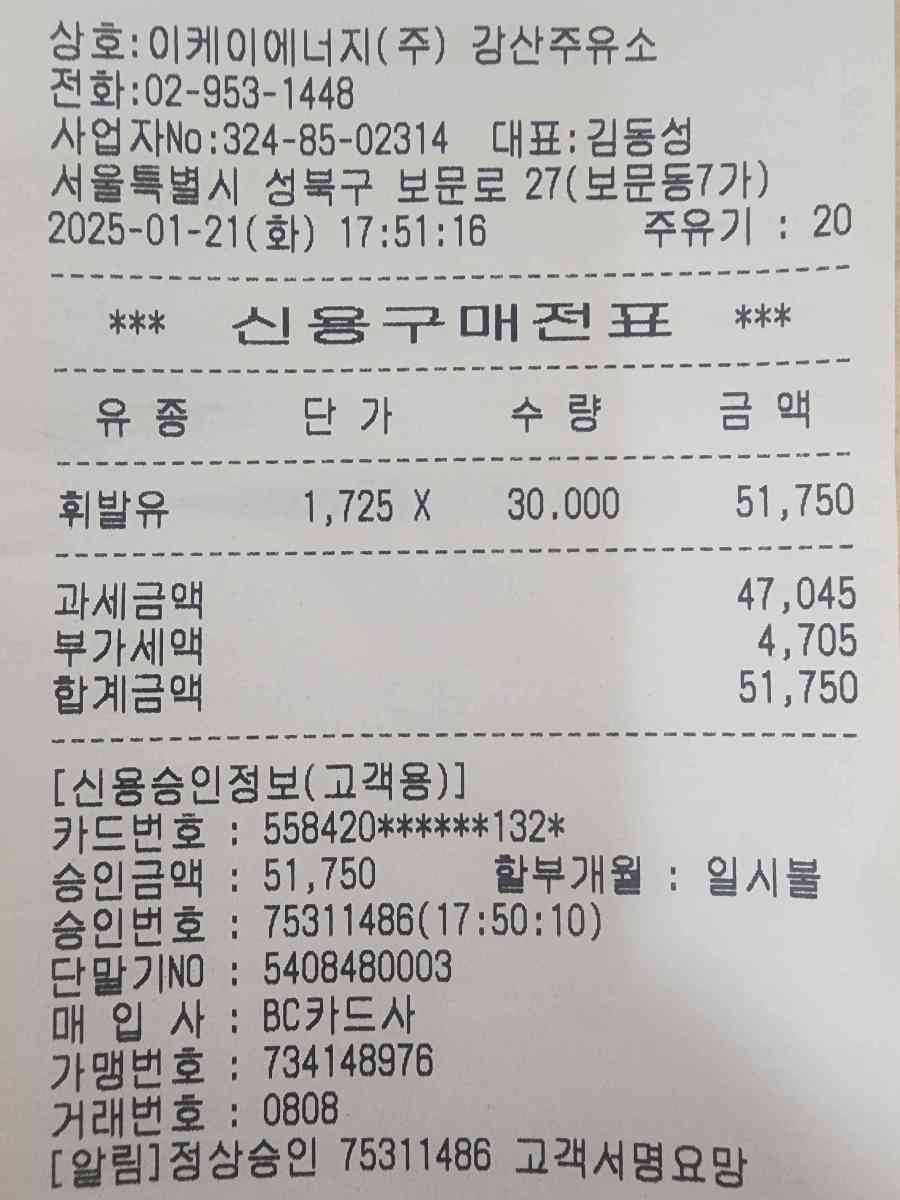 상호:이케이에너지(주) 강산주유소
전화:02-953-1448
사업자No:324-85-02314 대표:김동성
서울특별시 성북구 보문로 27(보문동7가)
2025-01-21(화) 17:51:16 주유기 : 20
*** 신용구매전표 ***
유 종 단 가 수 량 금 액
휘발유 1,725 X 30.000 51,750
과세금액 47,045
부가세액 4,705
합계금액 51,750
[신용승인정보(고객용)]
카드번호 : 558420******132*
승인금액 : 51,750 할부개월 : 일시불
승인번호 : 75311486(17:50:10)
단말기NO : 5408480003
매 입 사 : BC카드사
가맹번호 : 734148976
거래번호 : 0808
[알림]정상승인 75311486 고객서명요망